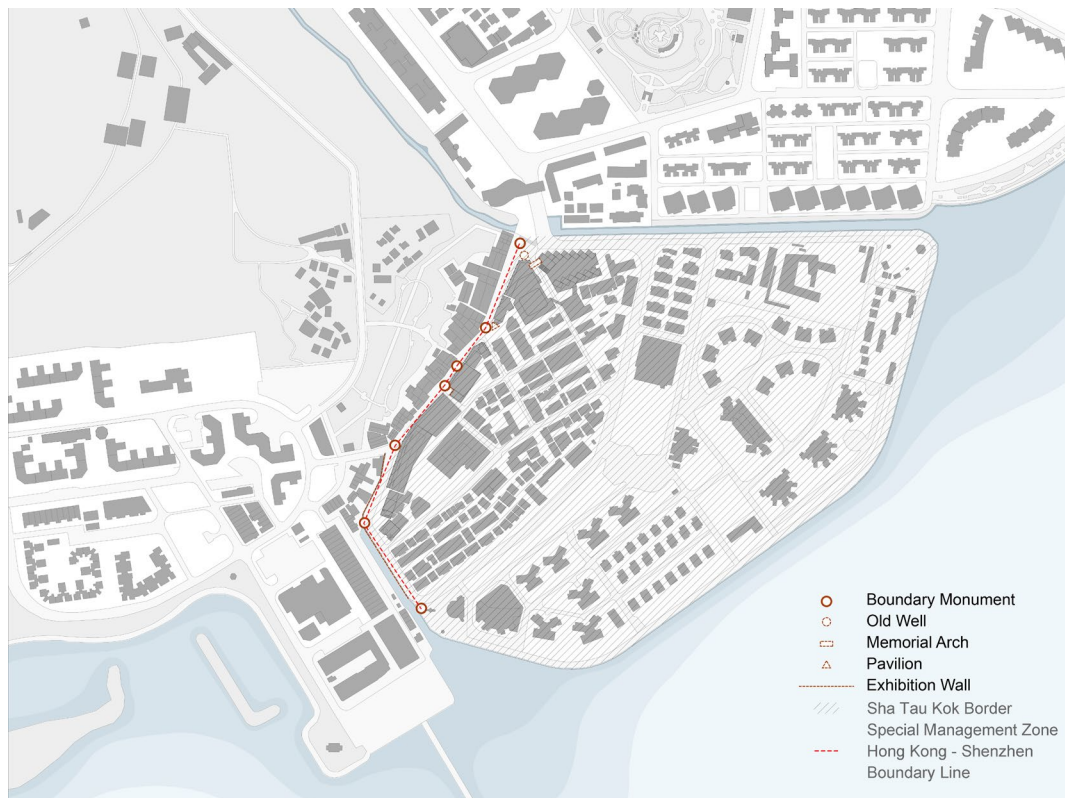 Boundary Monument
Old Well
Memorial Arch
Pavilion
Exhibition Wall
Sha Tau Kok Border
Special Management Zone
Hong Kong - Shenzhen
Boundary Line